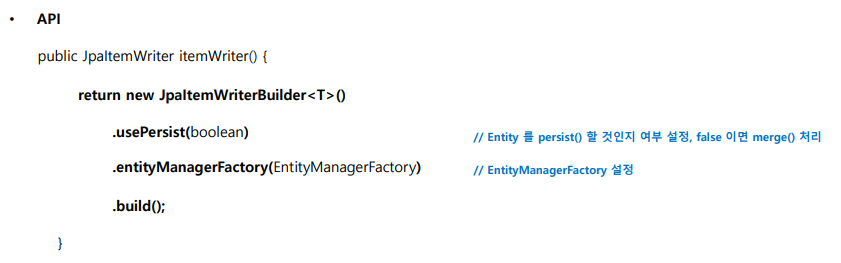 • API
public JpaItemWriter itemWriter() {
return new JpaItemWriterBuilder<T>()
.usePersist(boolean) // Entity 를 persist() 할 것인지 여부 설정, false 이면 merge() 처리
.entityManagerFactory(EntityManagerFactory) // EntityManagerFactory 설정
.build();
}